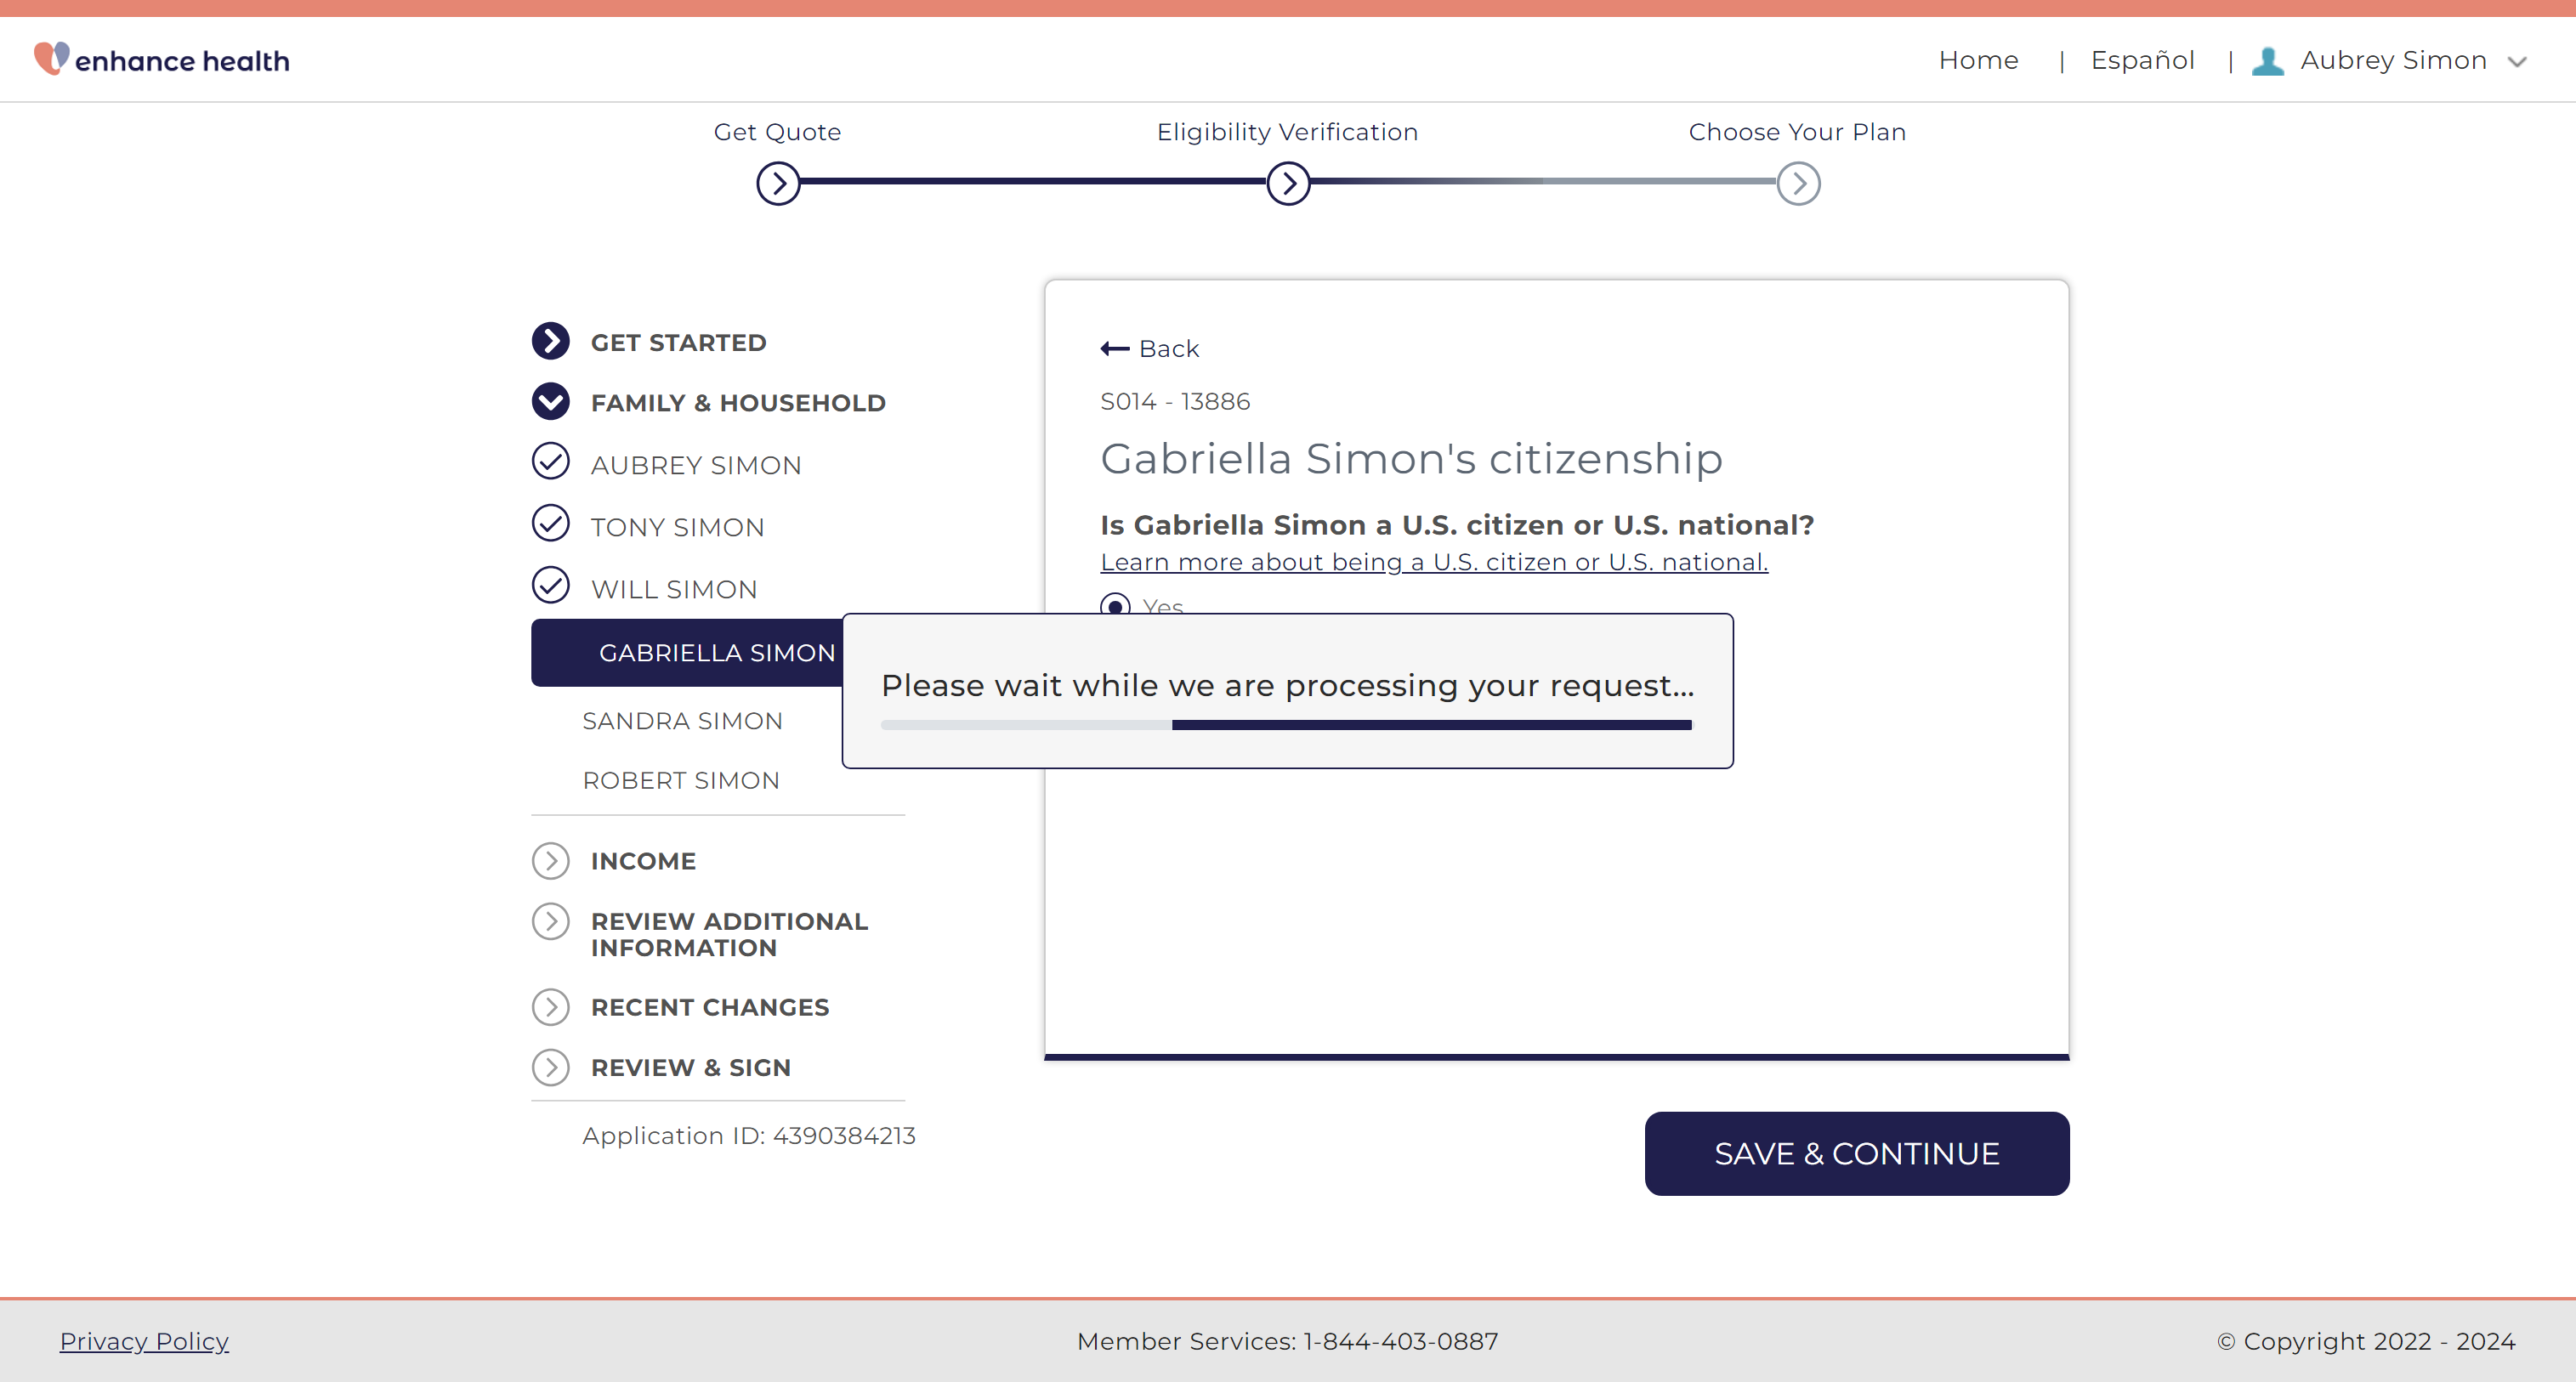 enhance health
Home | Español | Aubrey Simon
Get Quote
Eligibility Verification
Choose Your Plan
GET STARTED
FAMILY & HOUSEHOLD
AUBREY SIMON
TONY SIMON
WILL SIMON
GABRIELLA SIMON
SANDRA SIMON
ROBERT SIMON
INCOME
REVIEW ADDITIONAL
INFORMATION
RECENT CHANGES
REVIEW & SIGN
Application ID: 4390384213
Back
S014 - 13886
Gabriella Simon's citizenship
Is Gabriella Simon a U.S. citizen or U.S. national?
Learn more about being a U.S. citizen or U.S. national.
Yes
Please wait while we are processing your request...
SAVE & CONTINUE
Privacy Policy
Member Services: 1-844-403-0887
© Copyright 2022 - 2024